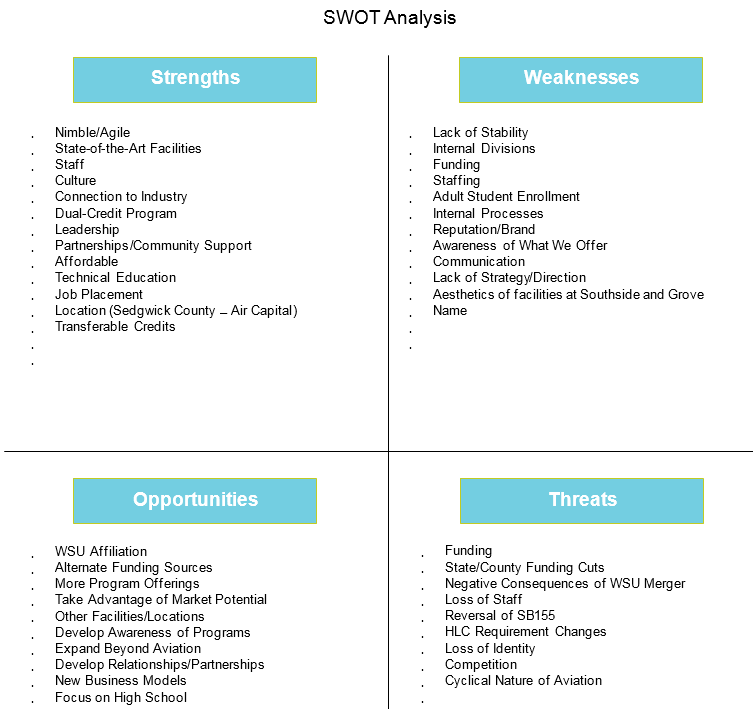 SWOT Analysis
Strengths
Nimble/Agile
State-of-the-Art Facilities
Staff
Culture
Connection to Industry
Dual-Credit Program
Leadership
Partnerships/Community Support
Affordable
Technical Education
Job Placement
Location (Sedgwick County – Air Capital)
Transferable Credits
Weaknesses
Lack of Stability
Internal Divisions
Funding
Staffing
Adult Student Enrollment
Internal Processes
Reputation/Brand
Awareness of What We Offer
Communication
Lack of Strategy/Direction
Aesthetics of facilities at Southside and Grove
Name
Opportunities
WSU Affiliation
Alternate Funding Sources
More Program Offerings
Take Advantage of Market Potential
Other Facilities/Locations
Develop Awareness of Programs
Expand Beyond Aviation
Develop Relationships/Partnerships
New Business Models
Focus on High School
Threats
Funding
State/County Funding Cuts
Negative Consequences of WSU Merger
Loss of Staff
Reversal of SB155
HLC Requirement Changes
Loss of Identity
Competition
Cyclical Nature of Aviation